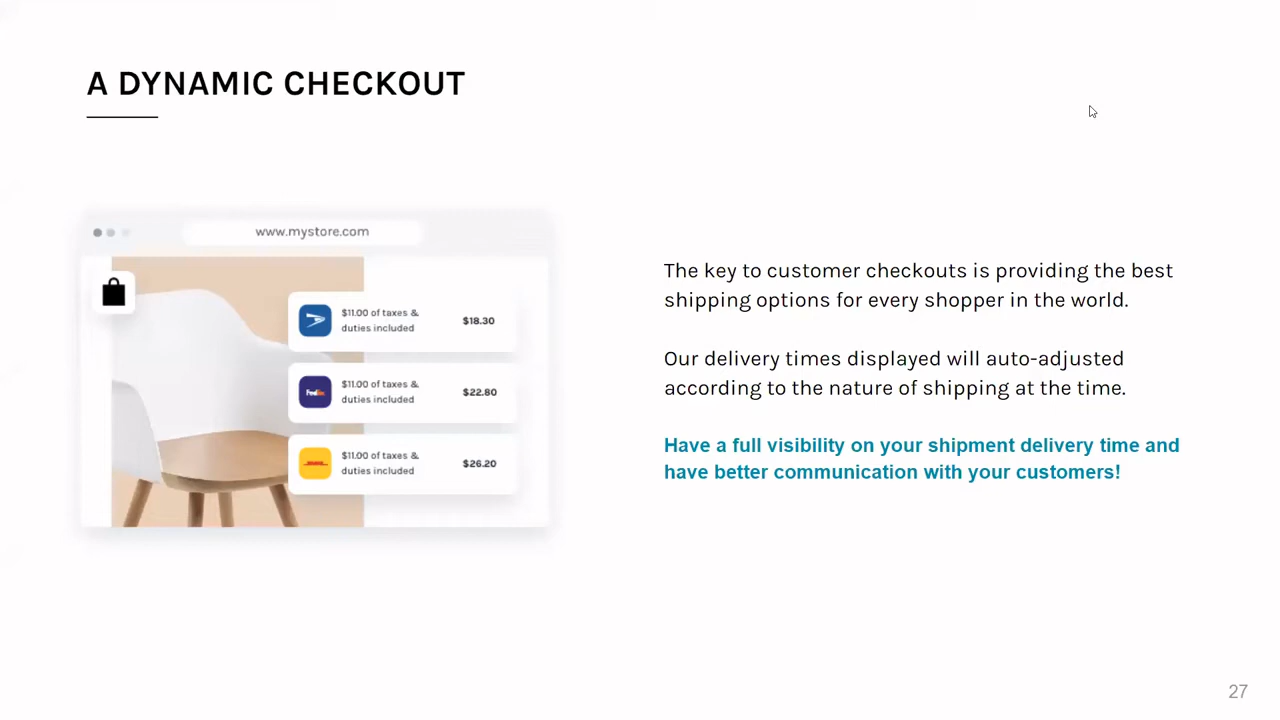 A DYNAMIC CHECKOUT
www.mystore.com
$11.00 of taxes &
duties included
$18.30
FedEx
$11.00 of taxes &
duties included
$22.80
DHL
$11.00 of taxes &
duties included
$26.20
The key to customer checkouts is providing the best
shipping options for every shopper in the world.
Our delivery times displayed will auto-adjusted
according to the nature of shipping at the time.
Have a full visibility on your shipment delivery time and
have better communication with your customers!
27